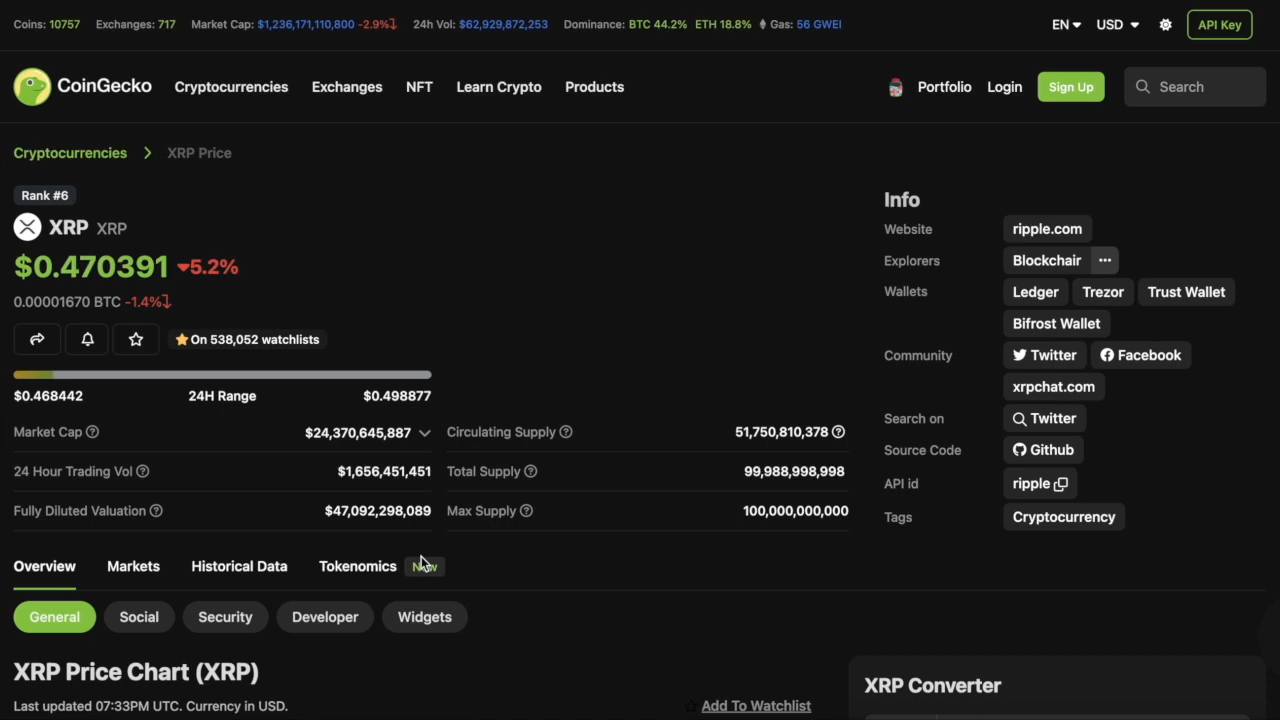 Coins: 10757 Exchanges: 717 Market Cap: $1,236,171,110,800 -2.9% 24h Vol: $62,929,872,253 Dominance: BTC 44.2% ETH 18.8% Gas: 56 GWEI EN USD API Key
CoinGecko Cryptocurrencies Exchanges NFT Learn Crypto Products Portfolio Login Sign Up Search
Cryptocurrencies XRP Price
Rank #6
XRP XRP
$0.470391 5.2%
0.00001670 BTC -1.4%
On 538,052 watchlists
$0.468442 24H Range $0.498877
Market Cap $24,370,645,887
24 Hour Trading Vol $1,656,451,451
Fully Diluted Valuation $47,092,298,089
Circulating Supply 51,750,810,378
Total Supply 99,988,998,998
Max Supply 100,000,000,000
Info
Website ripple.com
Explorers Blockchair
Wallets Ledger Trezor Trust Wallet
Bifrost Wallet
Community Twitter Facebook
xrpchat.com
Search on Twitter
Source Code Github
API id ripple
Tags Cryptocurrency
Overview Markets Historical Data Tokenomics New
General Social Security Developer Widgets
XRP Price Chart (XRP)
Last updated 07:33PM UTC. Currency in USD. Add To Watchlist
XRP Converter